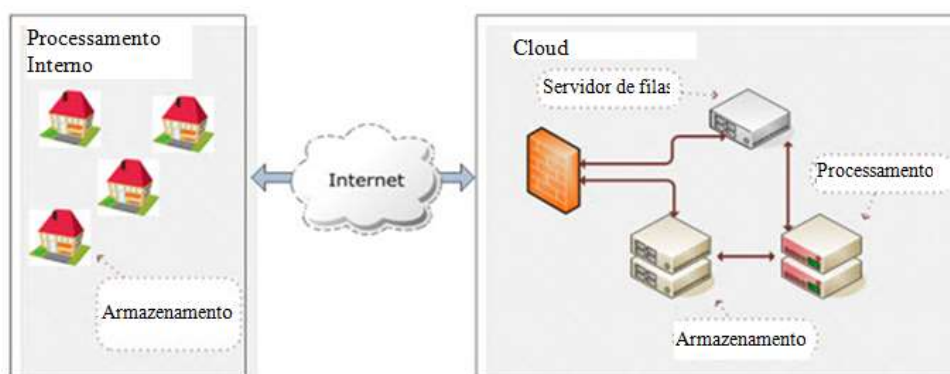 Processamento
Interno
Armazenamento
Internet
Cloud
Servidor de filas
Processamento
Armazenamento